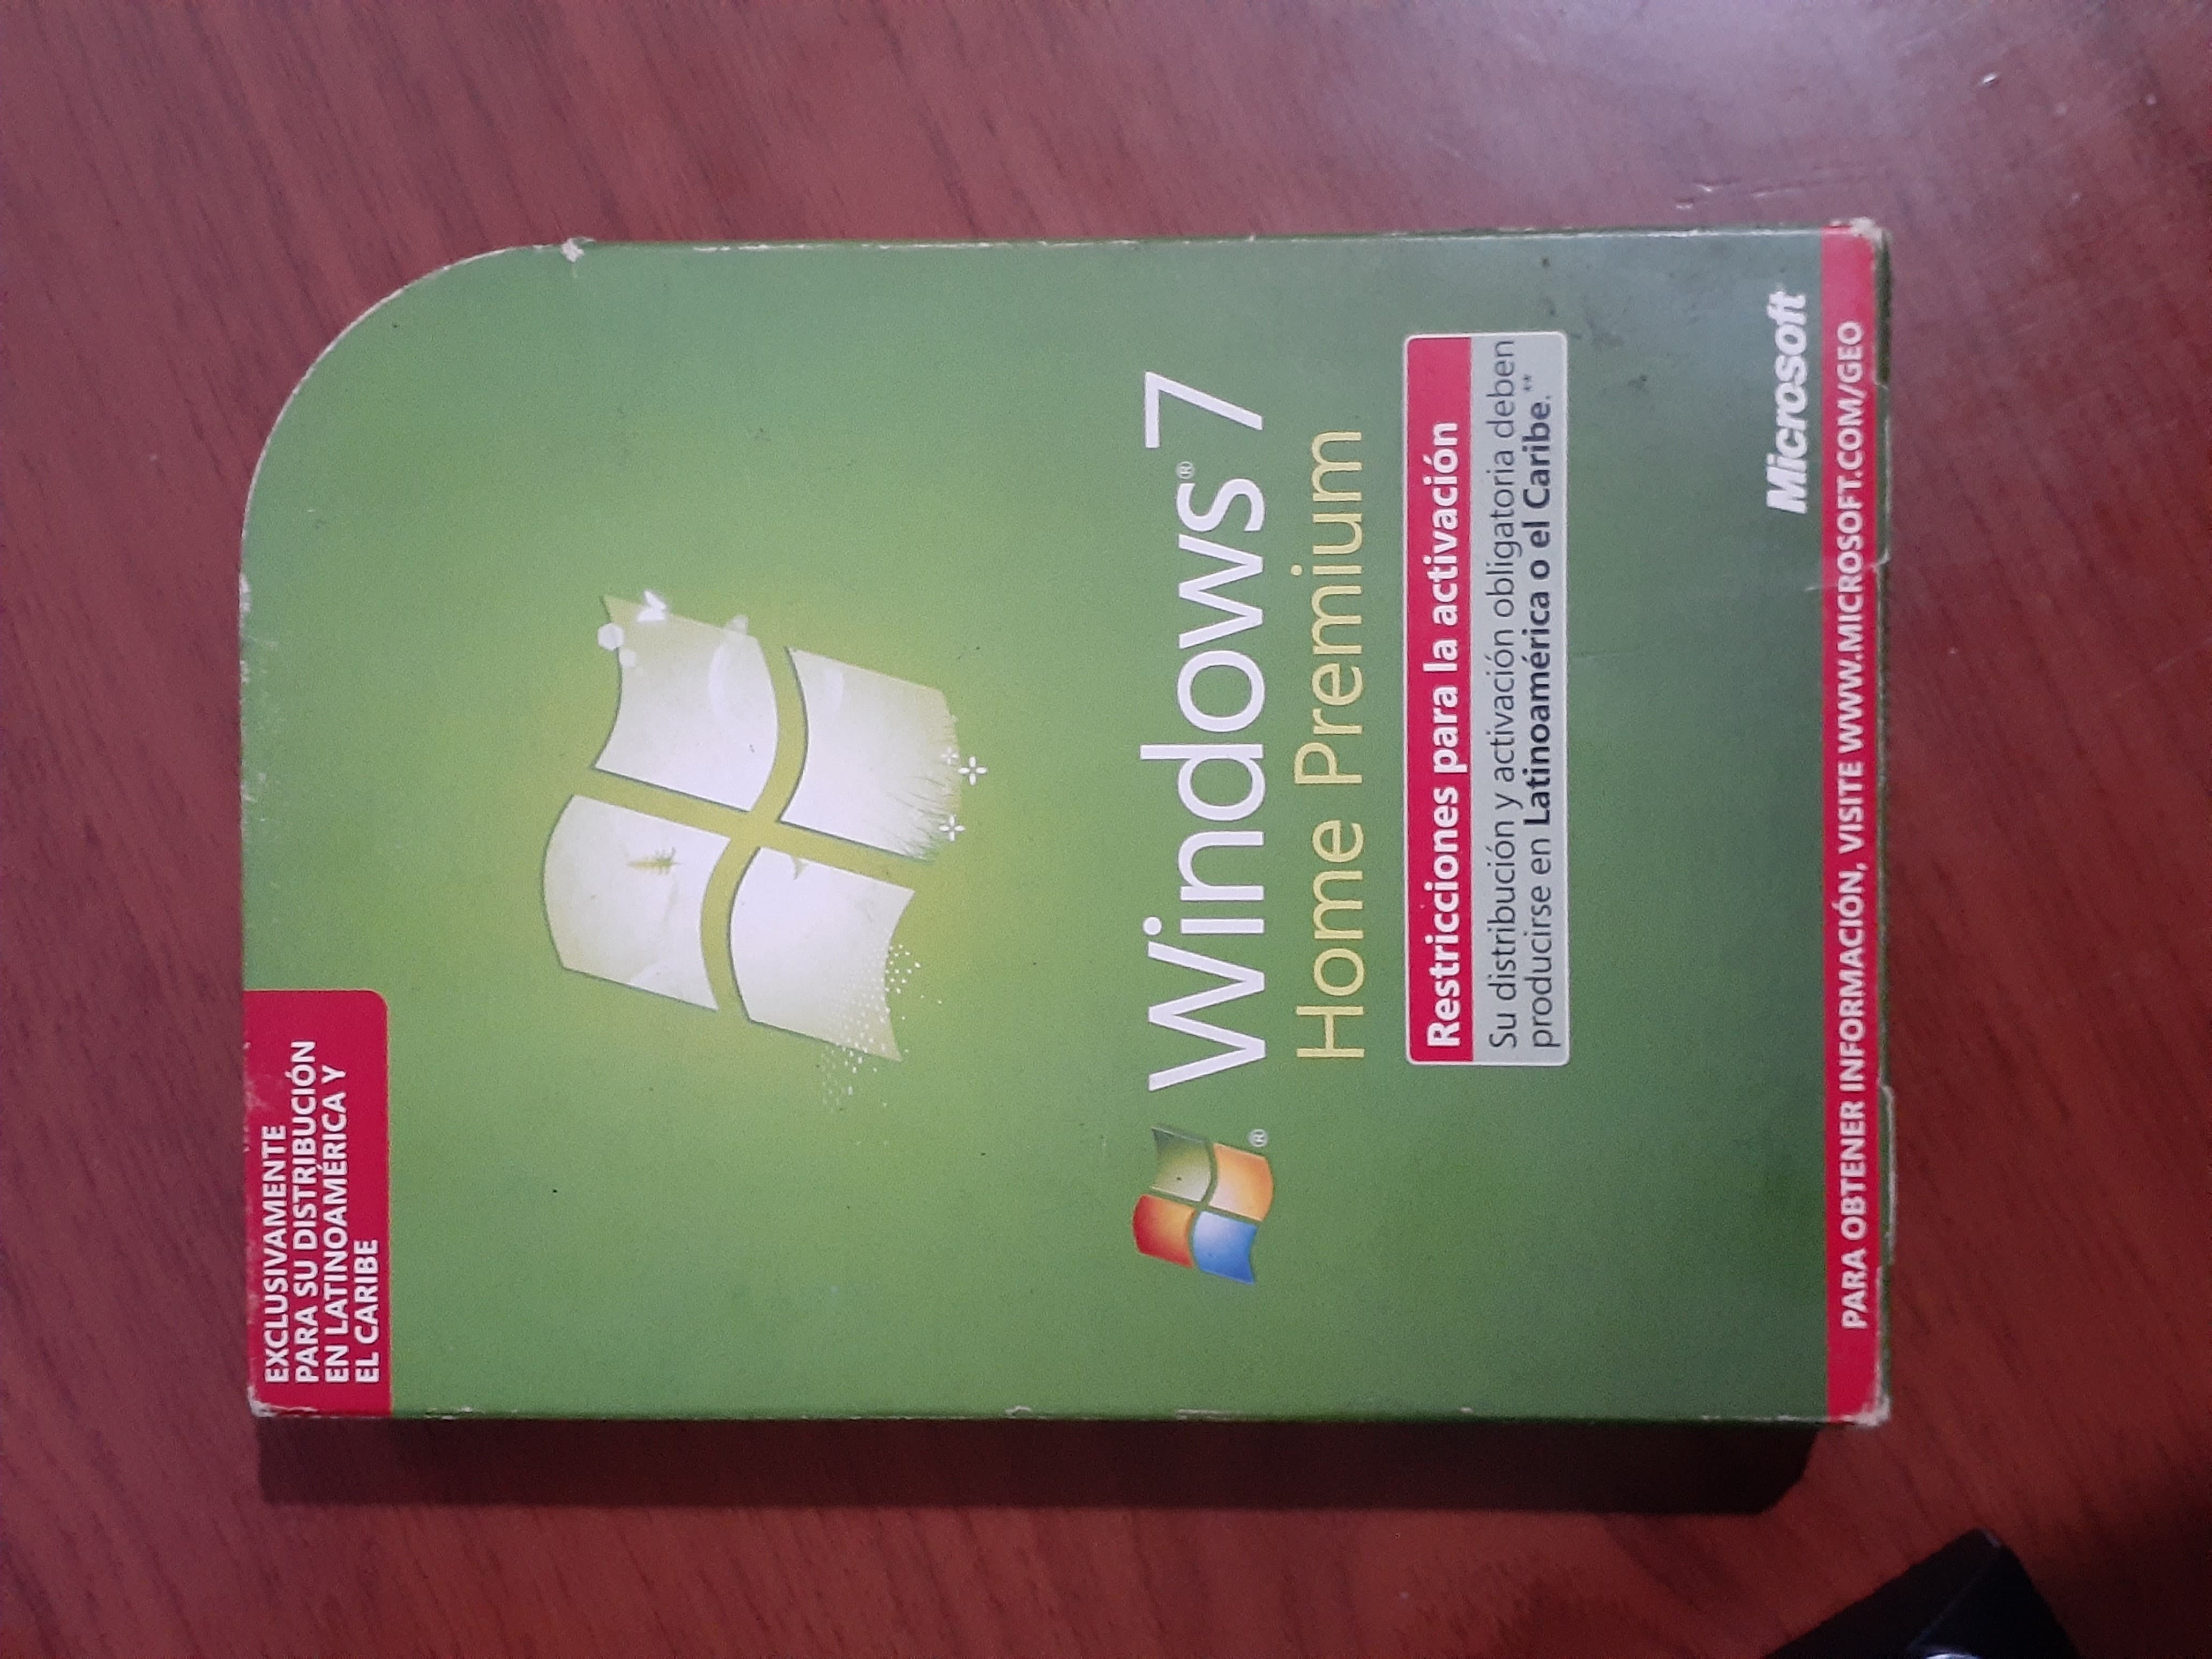 EXCLUSIVAMENTE
PARA SU DISTRIBUCIÓN
EN LATINOAMÉRICA Y
EL CARIBE
Windows® 7
Home Premium
Restricciones para la activación
Su distribución y activación obligatoria deben
producirse en Latinoamérica o el Caribe.**
Microsoft
PARA OBTENER INFORMACIÓN, VISITE WWW.MICROSOFT.COM/GEO